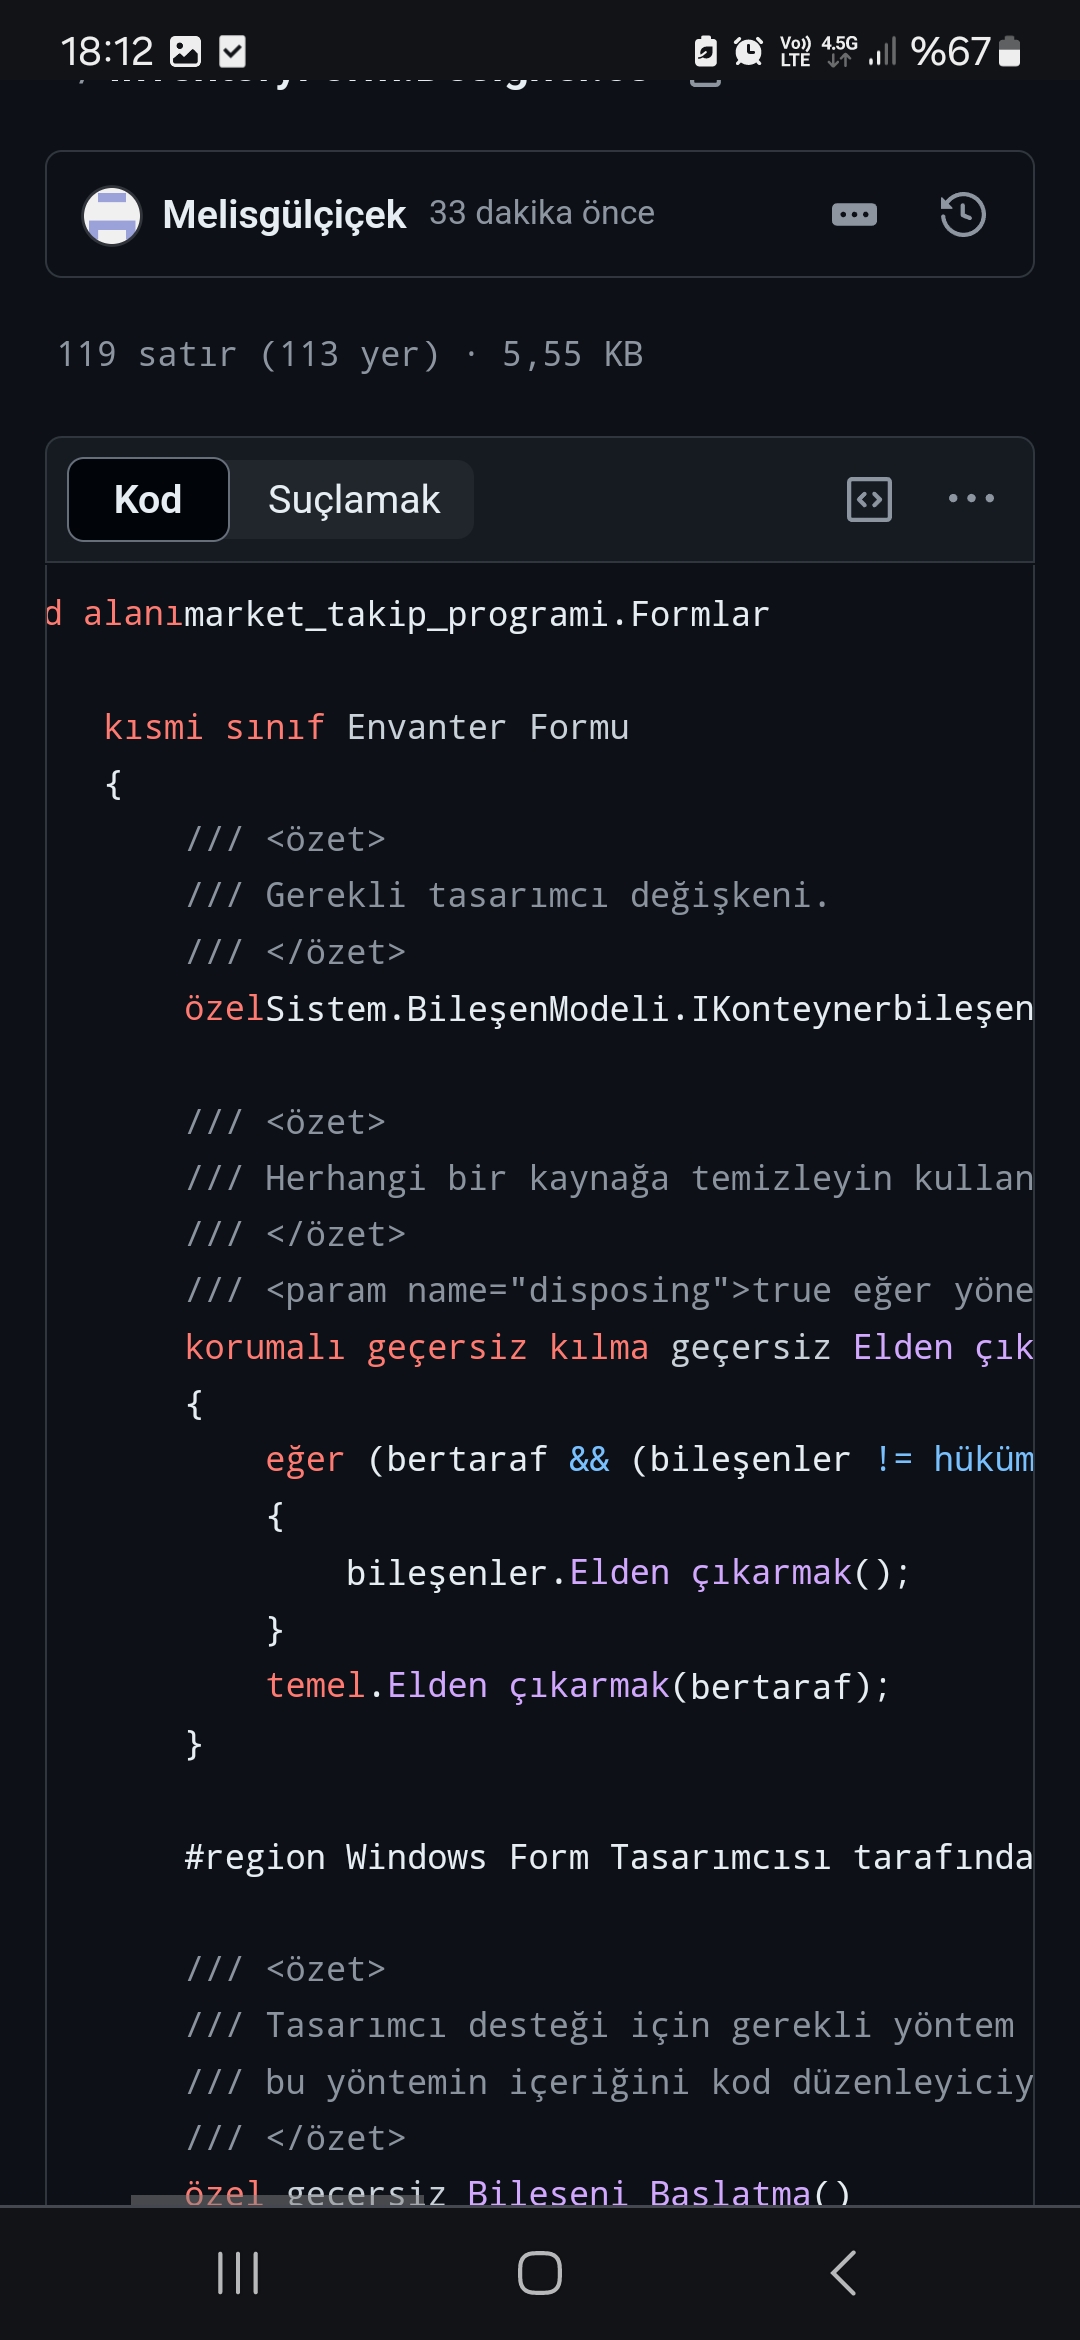 18:12 Vo)) LTE 4.5G %67
Melisgülçiçek 33 dakika önce
119 satır (113 yer) · 5,55 KB
Kod Suçlamak
d alanımarket_takip_programi.Formlar
kısmi sınıf Envanter Formu
{
/// <özet>
/// Gerekli tasarımcı değişkeni.
/// </özet>
özelSistem.BileşenModeli.IKonteynerbileşen
/// <özet>
/// Herhangi bir kaynağa temizleyin kullan
/// </özet>
/// <param name="disposing">true eğer yöne
korumalı geçersiz kılma geçersiz Elden çık
{
eğer (bertaraf && (bileşenler != hüküm
{
bileşenler.Elden çıkarmak();
}
temel.Elden çıkarmak(bertaraf);
}
#region Windows Form Tasarımcısı tarafında
/// <özet>
/// Tasarımcı desteği için gerekli yöntem
/// bu yöntemin içeriğini kod düzenleyiciy
/// </özet>
özel geçersiz Bileşeni Başlatma()